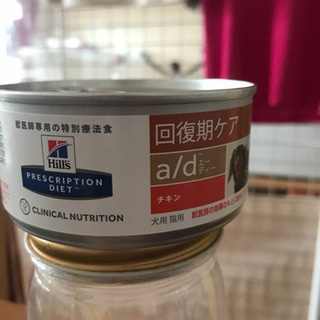 獣医師専用の特別療法食
Hill's
PRESCRIPTION
DIET™
CLINICAL NUTRITION
回復期ケア
a/d エー ディー
チキン
犬用 猫用